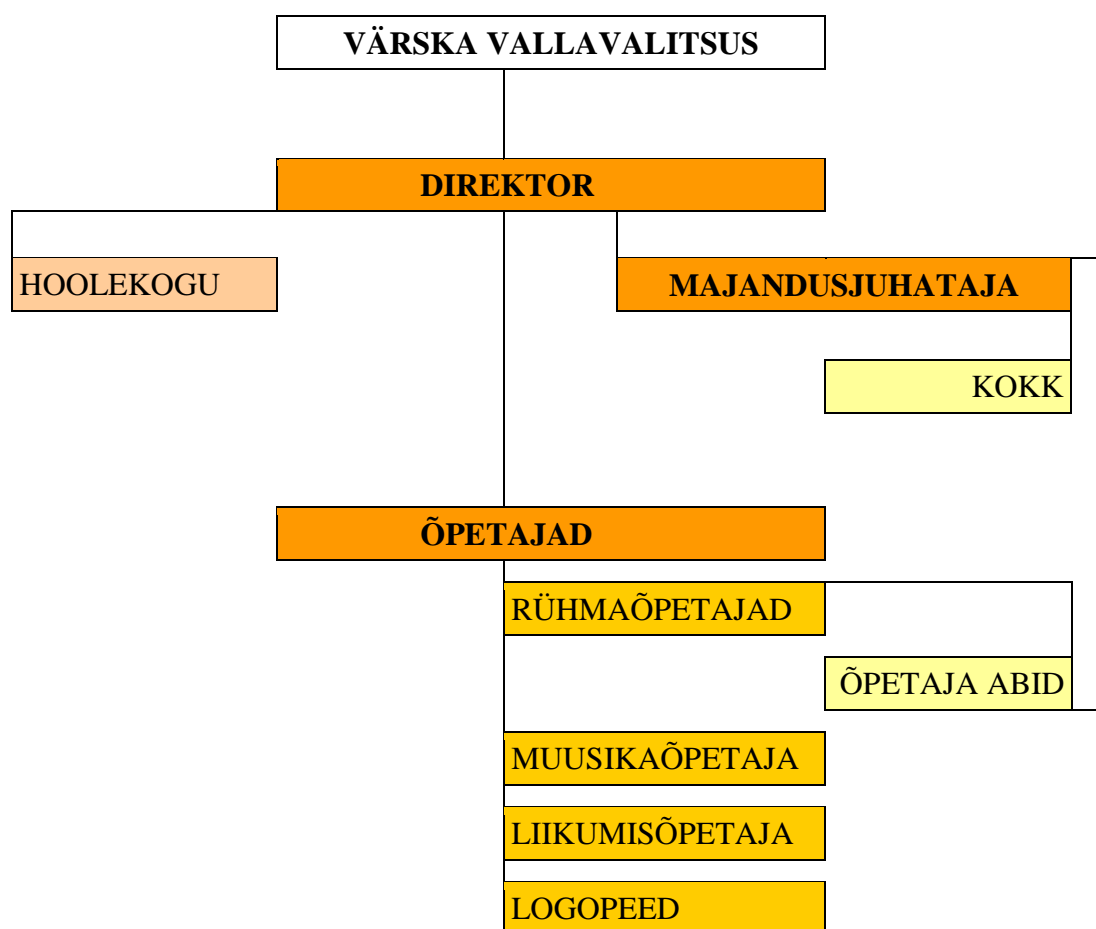 VÄRSKA VALLAVALITSUS
DIREKTOR
HOOLEKOGU
MAJANDUSJUHATAJA
KOKK
ÕPETAJAD
RÜHMAÕPETAJAD
ÕPETAJA ABID
MUUSIKAÕPETAJA
LIIKUMISÕPETAJA
LOGOPEED